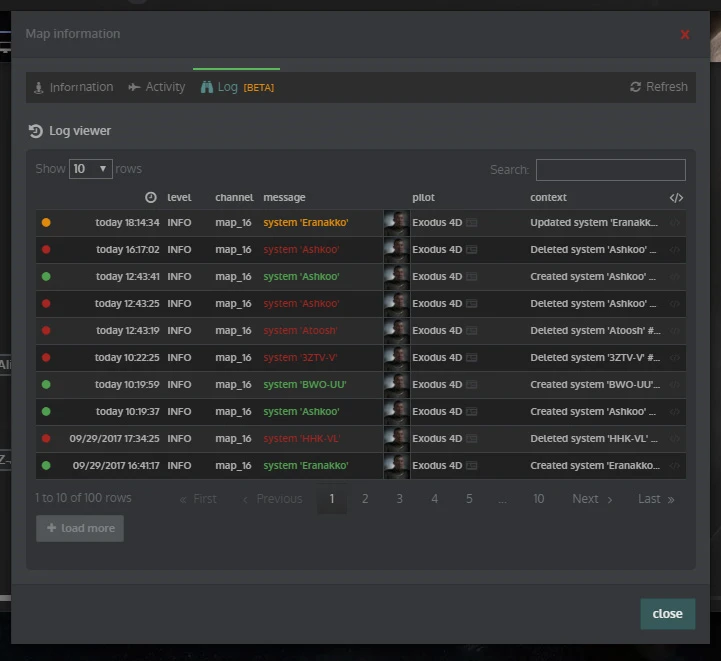 Map information
Information Activity Log [BETA] Refresh
Log viewer
Show 10 rows Search:
level channel message pilot context
today 18:14:34 INFO map_16 system 'Eranakko' Exodus 4D Updated system 'Eranakk...
today 16:17:02 INFO map_16 system 'Ashkoo' Exodus 4D Deleted system 'Ashkoo' ...
today 12:43:41 INFO map_16 system 'Ashkoo' Exodus 4D Created system 'Ashkoo' ...
today 12:43:25 INFO map_16 system 'Ashkoo' Exodus 4D Deleted system 'Ashkoo' ...
today 12:43:19 INFO map_16 system 'Atoosh' Exodus 4D Deleted system 'Atoosh' #...
today 10:22:25 INFO map_16 system '3ZTV-V' Exodus 4D Deleted system '3ZTV-V' #...
today 10:19:59 INFO map_16 system 'BWO-UU' Exodus 4D Created system 'BWO-UU'...
today 10:19:37 INFO map_16 system 'Ashkoo' Exodus 4D Created system 'Ashkoo' ...
09/29/2017 17:34:25 INFO map_16 system 'HHK-VL' Exodus 4D Deleted system 'HHK-VL' ...
09/29/2017 16:41:17 INFO map_16 system 'Eranakko' Exodus 4D Created system 'Eranakko...
1 to 10 of 100 rows « First ‹ Previous 1 2 3 4 5 ... 10 Next › Last »
+ load more
close